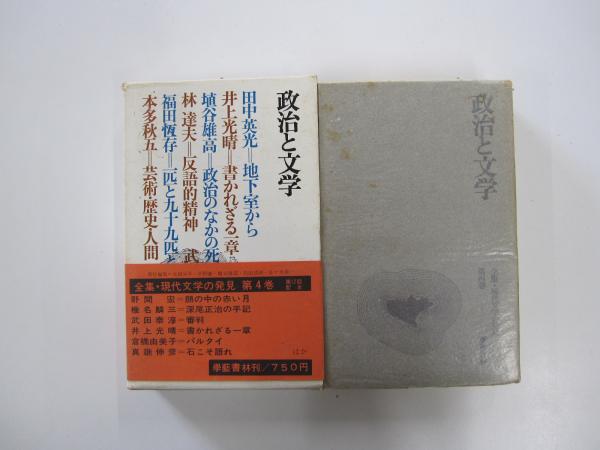 政治と文学
田中英光＝地下室から
井上光晴＝書かれざる一章
埴谷雄高＝政治のなかの死
林 達夫＝反語的精神
福田恆存＝一匹と九十九匹と
本多秋五＝芸術・歴史・人間
武
全集・現代文学の発見 第4巻
第12回配本
野間 宏＝顔の中の赤い月
椎名麟三＝深尾正治の手記
武田泰淳＝審判
井上光晴＝書かれざる一章
倉橋由美子＝パルタイ
真継伸彦＝石こそ語れ
ほか
學藝書林刊/750円
政治と文学